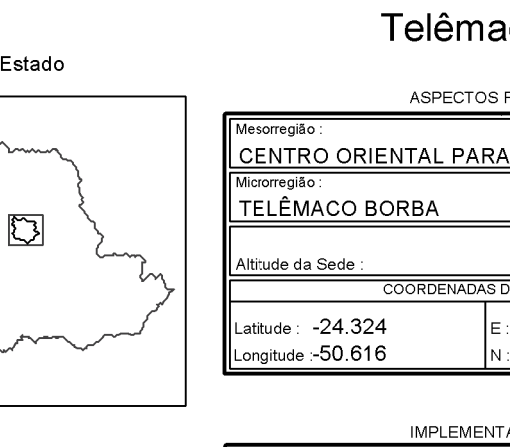 Telêma
Estado
ASPECTOS
Mesorregião :
CENTRO ORIENTAL PARA
Microrregião :
TELÊMACO BORBA
Altitude da Sede :
COORDENADAS D
Latitude : -24.324
E :
Longitude :-50.616
N :
IMPLEMENTA